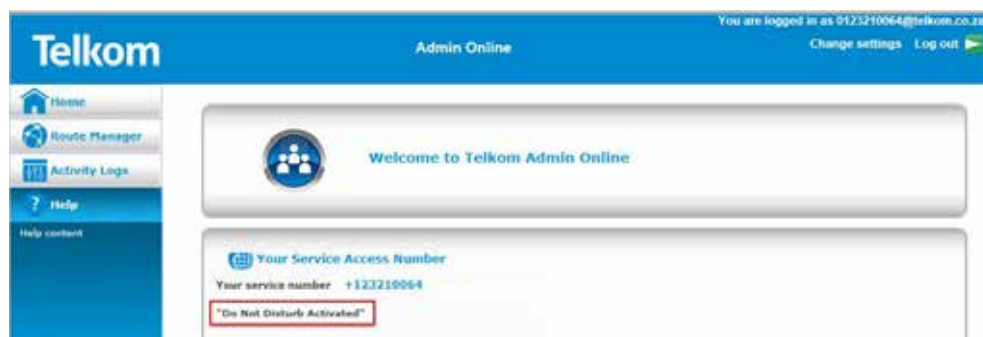 You are logged in as 0123210064@telkom.co.za
Telkom
Admin Online
Change settings Log out
Home
Route Manager
Activity Logs
? Help
Help content
Welcome to Telkom Admin Online
Your Service Access Number
Your service number +123210064
"Do Not Disturb Activated"